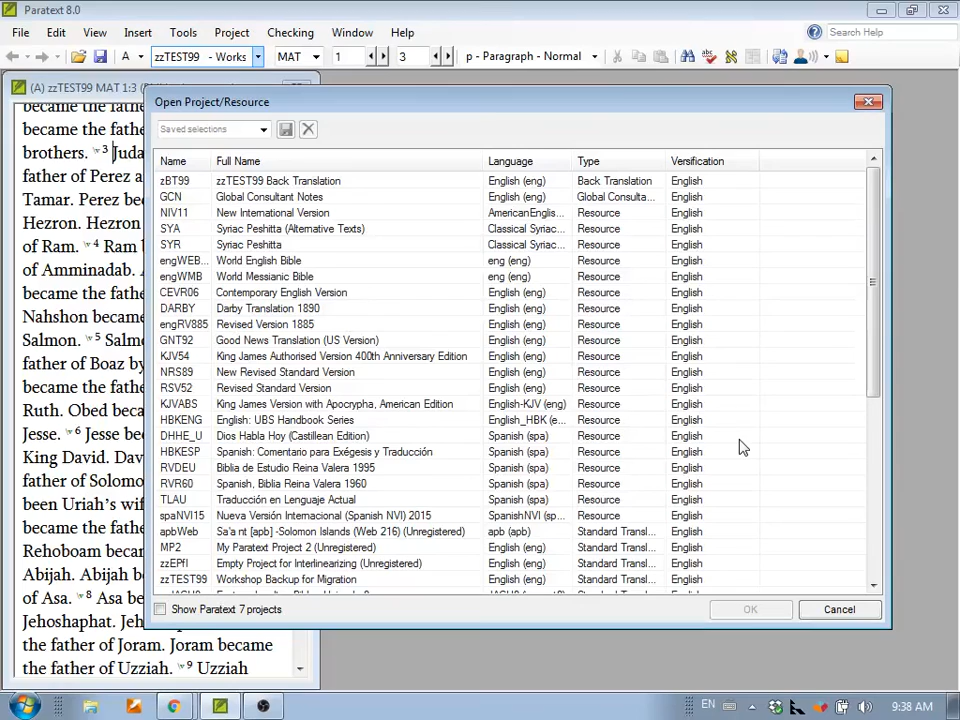 Paratext 8.0
File Edit View Insert Tools Project Checking Window Help Search Help
zzTEST99 - Works MAT 1 3 p - Paragraph - Normal
(A) zzTEST99 MAT 1:3
became the fathe
became the fathe
brothers. 3 Juda
father of Perez a
Tamar. Perez bec
Hezron. Hezron
of Ram. 4 Ram b
of Amminadab. A
became the fathe
Nahshon became
Salmon. 5 Salmo
father of Boaz by
became the fathe
Ruth. Obed beca
Jesse. 6 Jesse bec
King David. Dav
father of Solomo
been Uriah's wif
became the fathe
Rehoboam becam
Abijah. Abijah be
of Asa. 8 Asa bec
Jehoshaphat. Jeh
the father of Joram. Joram became
the father of Uzziah. 9 Uzziah
Open Project/Resource
Saved selections
Name Full Name Language Type Versification
zBT99 zzTEST99 Back Translation English (eng) Back Translation English
GCN Global Consultant Notes English (eng) Global Consulta... English
NIV11 New International Version AmericanEnglis... Resource English
SYA Syriac Peshitta (Alternative Texts) Classical Syriac... Resource English
SYR Syriac Peshitta Classical Syriac... Resource English
engWEB... World English Bible eng (eng) Resource English
engWMB World Messianic Bible eng (eng) Resource English
CEVR06 Contemporary English Version English (eng) Resource English
DARBY Darby Translation 1890 English (eng) Resource English
engRV885 Revised Version 1885 English (eng) Resource English
GNT92 Good News Translation (US Version) English (eng) Resource English
KJV54 King James Authorised Version 400th Anniversary Edition English (eng) Resource English
NRS89 New Revised Standard Version English (eng) Resource English
RSV52 Revised Standard Version English (eng) Resource English
KJVABS King James Version with Apocrypha, American Edition English-KJV (eng) Resource English
HBKENG English: UBS Handbook Series English_HBK (e... Resource English
DHHE_U Dios Habla Hoy (Castillean Edition) Spanish (spa) Resource English
HBKESP Spanish: Comentario para Exégesis y Traducción Spanish (spa) Resource English
RVDEU Biblia de Estudio Reina Valera 1995 Spanish (spa) Resource English
RVR60 Spanish, Biblia Reina Valera 1960 Spanish (spa) Resource English
TLAU Traducción en Lenguaje Actual Spanish (spa) Resource English
spaNVI15 Nueva Versión Internacional (Spanish NVI) 2015 SpanishNVI (sp... Resource English
apbWeb Sa'a nt [apb] -Solomon Islands (Web 216) (Unregistered) apb (apb) Standard Transl... English
MP2 My Paratext Project 2 (Unregistered) English (eng) Standard Transl... English
zzEPfI Empty Project for Interlinearizing (Unregistered) English (eng) Standard Transl... English
zzTEST99 Workshop Backup for Migration English (eng) Standard Transl... English
Show Paratext 7 projects OK Cancel
EN 9:38 AM